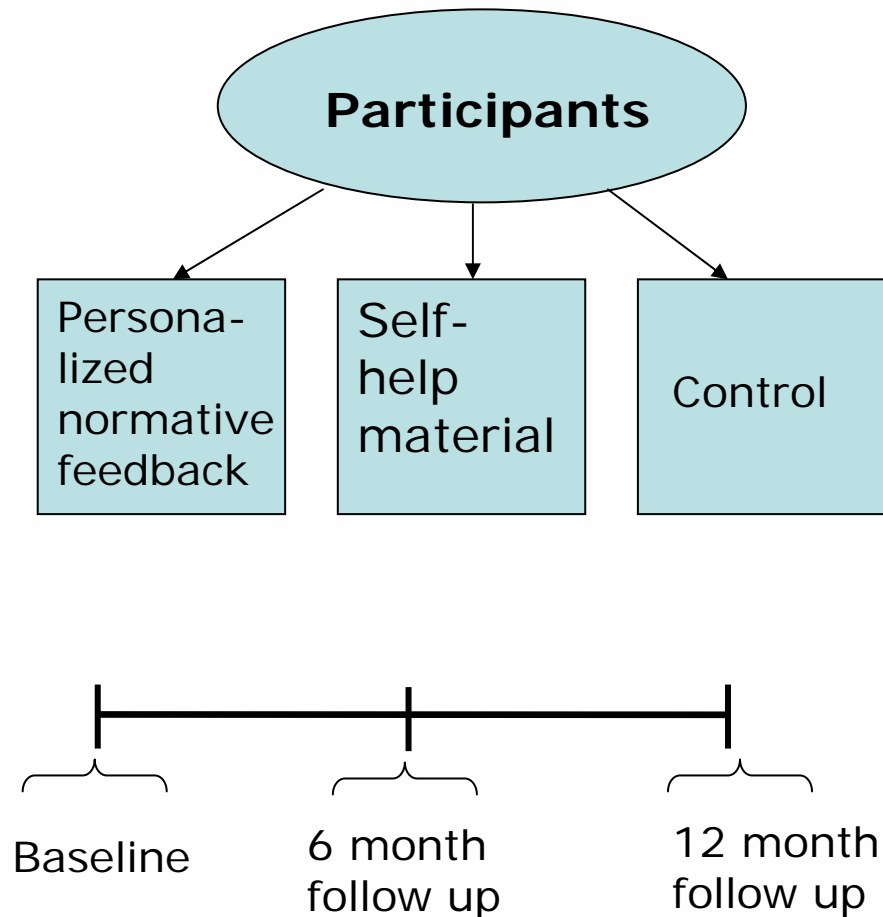 Participants
Persona-
lized
normative
feedback
Self-
help
material
Control
Baseline
6 month
follow up
12 month
follow up